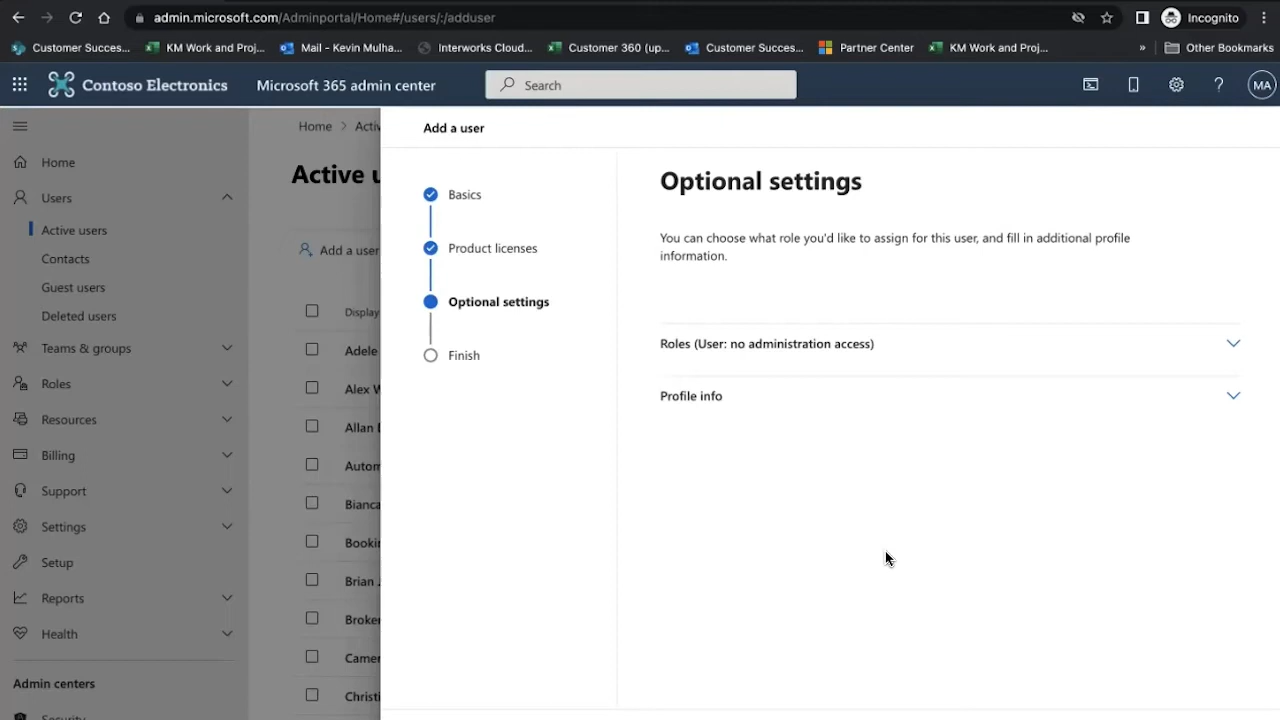 admin.microsoft.com/Adminportal/Home#/users/:/adduser
Incognito
Customer Succes...
KM Work and Proj...
Mail - Kevin Mulha...
Interworks Cloud...
Customer 360 (up...
Customer Succes...
Partner Center
KM Work and Proj...
»
Other Bookmarks
Contoso Electronics
Microsoft 365 admin center
Search
?
MA
Home
Users
Active users
Contacts
Guest users
Deleted users
Teams & groups
Roles
Resources
Billing
Support
Settings
Setup
Reports
Health
Admin centers
Security
Home > Activ
Active u
Add a user
Display
Adele
Alex W
Allan D
Autom
Bianca
Bookin
Brian J
Broker
Camer
Christi
Add a user
Basics
Product licenses
Optional settings
Finish
Optional settings
You can choose what role you'd like to assign for this user, and fill in additional profile
information.
Roles (User: no administration access)
Profile info